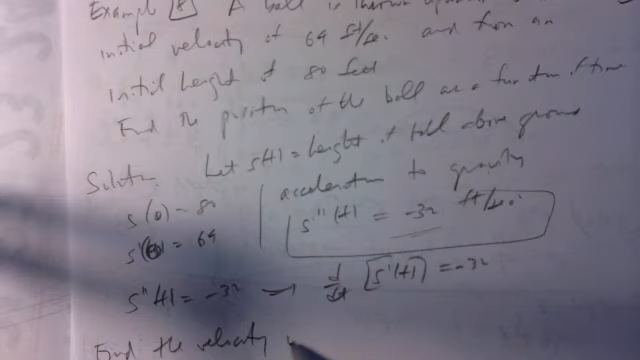 Example 8 A ball is thrown upward
initial velocity of 64 ft/sec. and from an
initial height of 80 feet
Find the position of the ball as a function of time
Solution. Let s(t) = height of ball above ground
s(0) = 80
acceleration to gravity
s'(0) = 64
s''(t) = -32 ft/sec.
s''(t) = -32 → d/dt [s'(t)] = -32
Find the velocity